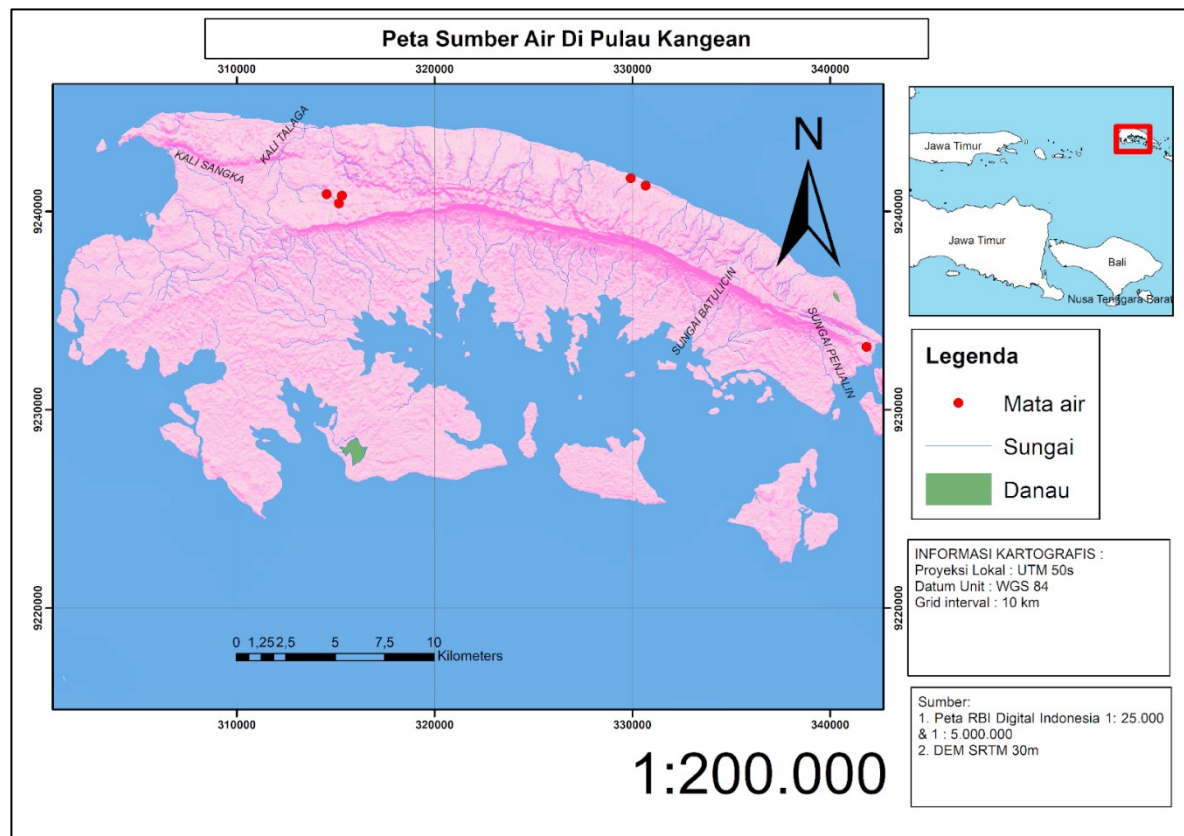 Peta Sumber Air Di Pulau Kangean
310000
320000
330000
340000
9240000
9230000
9220000
9240000
9230000
9220000
KALI TALAGA
KALI SANGKA
SUNGAI BATULICIN
SUNGAI PENJALIN
N
0 1,25 2,5 5 7,5 10
Kilometers
310000
320000
330000
340000
1:200.000
Jawa Timur
Jawa Timur
Bali
Nusa Tenggara Barat
Legenda
Mata air
Sungai
Danau
INFORMASI KARTOGRAFIS :
Proyeksi Lokal : UTM 50s
Datum Unit : WGS 84
Grid interval : 10 km
Sumber:
1. Peta RBI Digital Indonesia 1: 25.000
& 1 : 5.000.000
2. DEM SRTM 30m